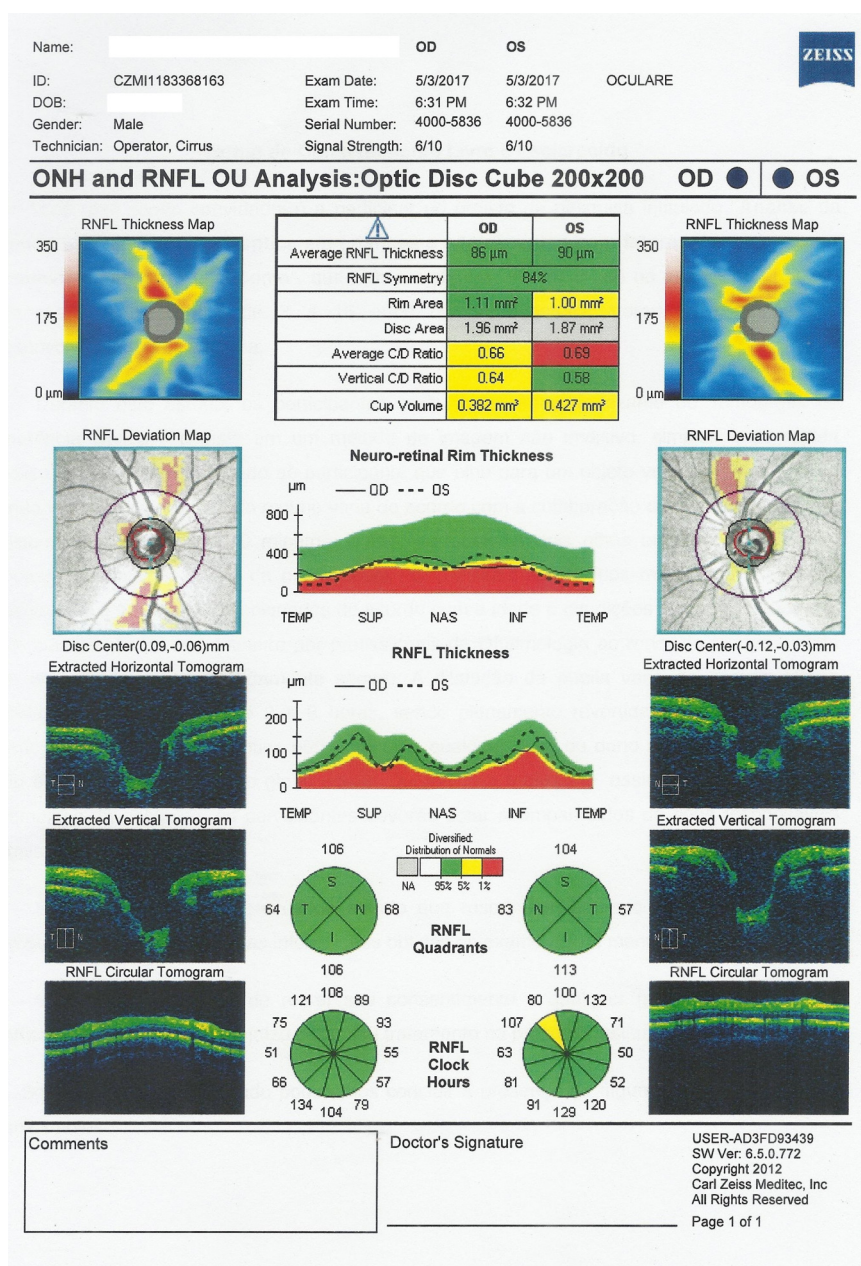 Name: OD OS
ZEISS
ID: CZMI1183368163 Exam Date: 5/3/2017 5/3/2017 OCULARE
DOB: Exam Time: 6:31 PM 6:32 PM
Gender: Male Serial Number: 4000-5836 4000-5836
Technician: Operator, Cirrus Signal Strength: 6/10 6/10
ONH and RNFL OU Analysis:Optic Disc Cube 200x200 OD OS
RNFL Thickness Map
350
175
0 µm
OD OS
Average RNFL Thickness 86 µm 90 µm
RNFL Symmetry 84%
Rim Area 1.11 mm² 1.00 mm²
Disc Area 1.96 mm² 1.87 mm²
Average C/D Ratio 0.66 0.69
Vertical C/D Ratio 0.64 0.58
Cup Volume 0.382 mm³ 0.427 mm³
RNFL Thickness Map
350
175
0 µm
RNFL Deviation Map
Disc Center(0.09,-0.06)mm
Neuro-retinal Rim Thickness
µm OD OS
800
400
0
TEMP SUP NAS INF TEMP
RNFL Deviation Map
Disc Center(-0.12,-0.03)mm
Extracted Horizontal Tomogram
T N
RNFL Thickness
µm OD OS
200
100
0
TEMP SUP NAS INF TEMP
Extracted Horizontal Tomogram
N T
Extracted Vertical Tomogram
T N
Diversified:
Distribution of Normals
NA 95% 5% 1%
106
S
64 T N 68
I
106
RNFL
Quadrants
104
S
83 N T 57
I
113
Extracted Vertical Tomogram
N T
RNFL Circular Tomogram
121 108 89
75 93
51 55
66 57
134 104 79
RNFL
Clock
Hours
80 100 132
107 71
63 50
81 52
91 129 120
RNFL Circular Tomogram
Comments
Doctor's Signature
USER-AD3FD93439
SW Ver: 6.5.0.772
Copyright 2012
Carl Zeiss Meditec, Inc
All Rights Reserved
Page 1 of 1